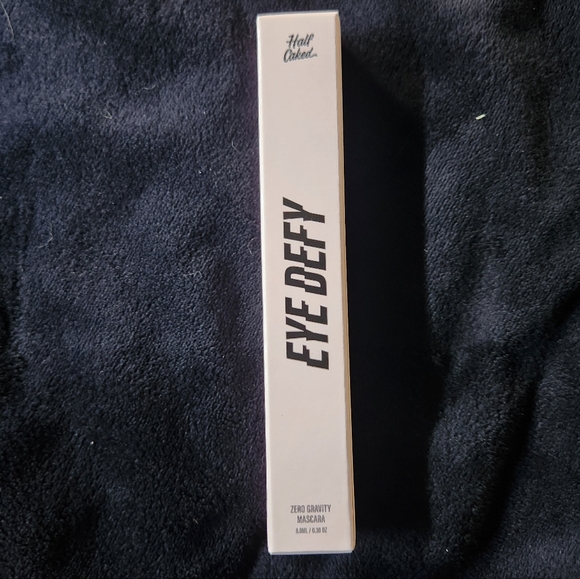 Half
Caked
EYE DEFY
ZERO GRAVITY
MASCARA